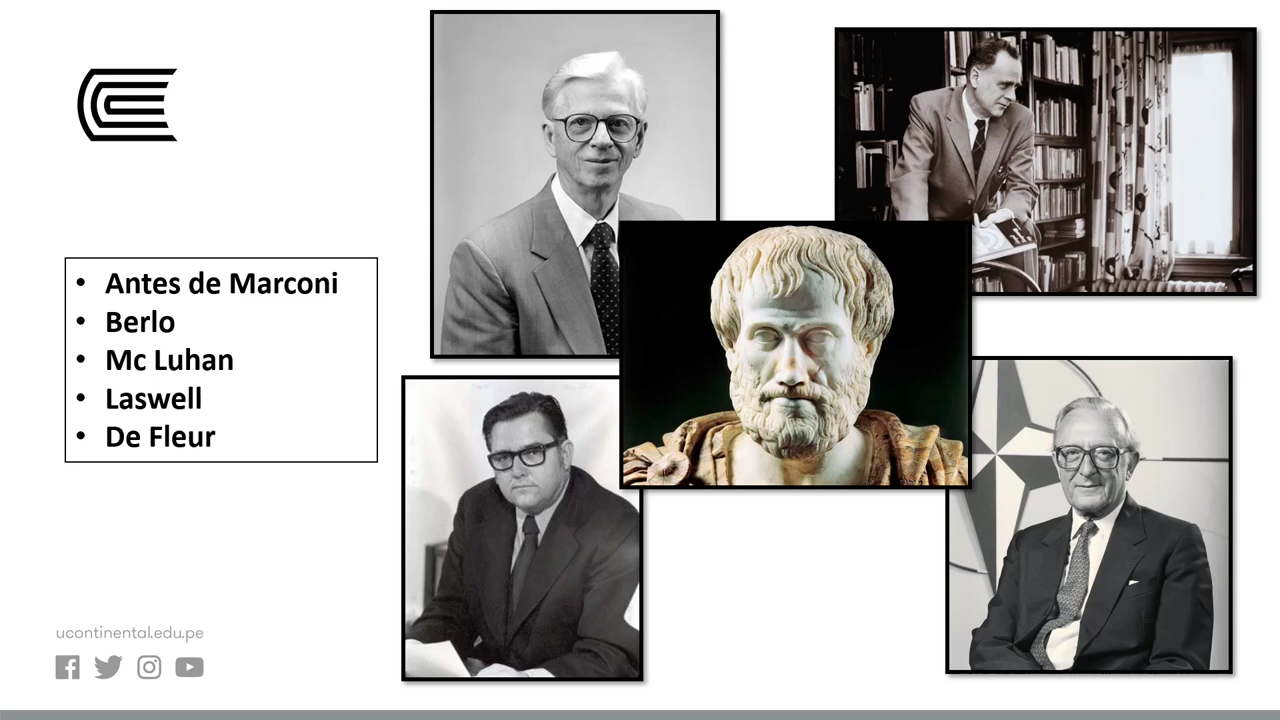 • Antes de Marconi
• Berlo
• Mc Luhan
• Laswell
• De Fleur
ucontinental.edu.pe